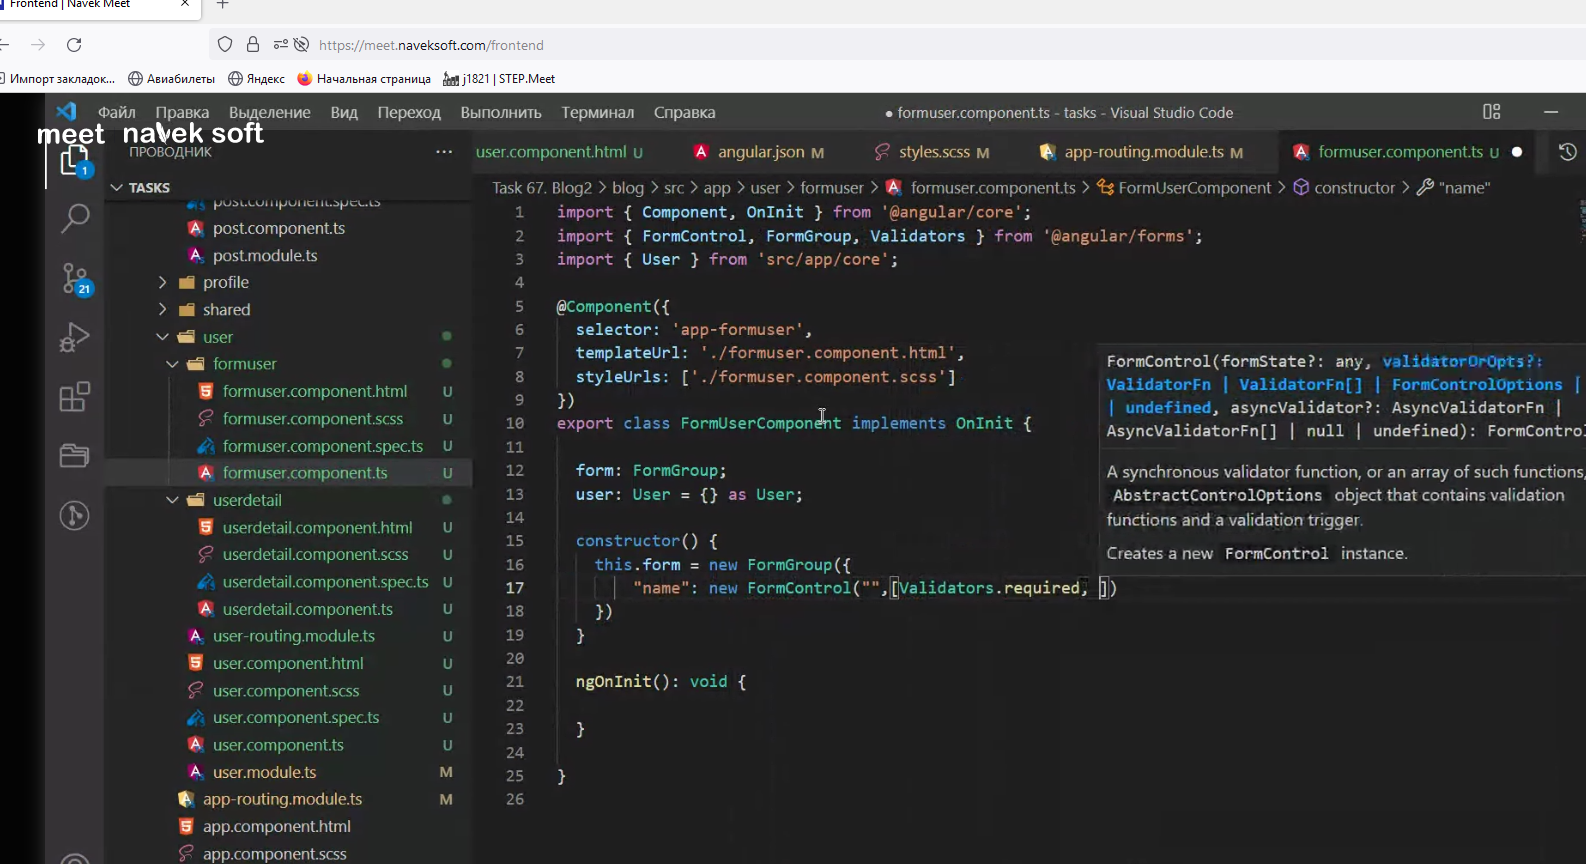 Frontend | Navek Meet
https://meet.naveksoft.com/frontend
Импорт закладок...
Авиабилеты
Яндекс
Начальная страница
j1821 | STEP.Meet
Файл Правка Выделение Вид Переход Выполнить Терминал Справка
● formuser.component.ts - tasks - Visual Studio Code
meet navek soft
ПРОВОДНИК
user.component.html U
angular.json M
styles.scss M
app-routing.module.ts M
formuser.component.ts U
1
21
TASKS
post.component.spec.ts
post.component.ts
post.module.ts
profile
shared
user
formuser
formuser.component.html U
formuser.component.scss U
formuser.component.spec.ts U
formuser.component.ts U
userdetail
userdetail.component.html U
userdetail.component.scss U
userdetail.component.spec.ts U
userdetail.component.ts U
user-routing.module.ts U
user.component.html U
user.component.scss U
user.component.spec.ts U
user.component.ts U
user.module.ts M
app-routing.module.ts M
app.component.html
app.component.scss
Task 67. Blog2 > blog > src > app > user > formuser > formuser.component.ts > FormUserComponent > constructor > "name"
1 import { Component, OnInit } from '@angular/core';
2 import { FormControl, FormGroup, Validators } from '@angular/forms';
3 import { User } from 'src/app/core';
4
5 @Component({
6 selector: 'app-formuser',
7 templateUrl: './formuser.component.html',
8 styleUrls: ['./formuser.component.scss']
9 })
10 export class FormUserComponent implements OnInit {
11
12 form: FormGroup;
13 user: User = {} as User;
14
15 constructor() {
16 this.form = new FormGroup({
17 "name": new FormControl("",[Validators.required, ])
18 })
19 }
20
21 ngOnInit(): void {
22
23 }
24
25 }
26
FormControl(formState?: any, validatorOrOpts?:
ValidatorFn | ValidatorFn[] | FormControlOptions |
| undefined, asyncValidator?: AsyncValidatorFn |
AsyncValidatorFn[] | null | undefined): FormContro
A synchronous validator function, or an array of such functions,
AbstractControlOptions object that contains validation
functions and a validation trigger.
Creates a new FormControl instance.